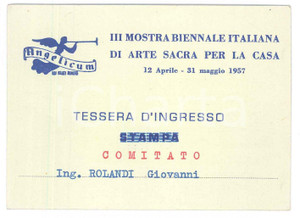 III MOSTRA BIENNALE ITALIANA
DI ARTE SACRA PER LA CASA
12 Aprile - 31 maggio 1957
Angelicum
TESSERA D'INGRESSO
STAMPA
COMITATO
Ing. ROLANDI Giovanni